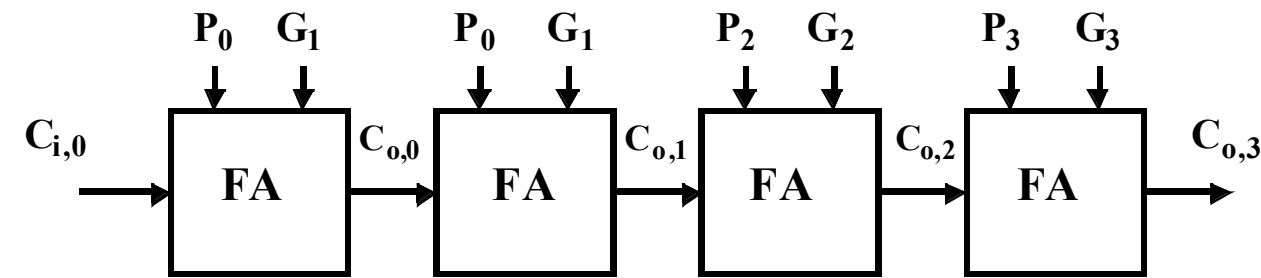 P0 G1 P0 G1 P2 G2 P3 G3
Ci,0 Co,0 Co,1 Co,2 Co,3
FA FA FA FA